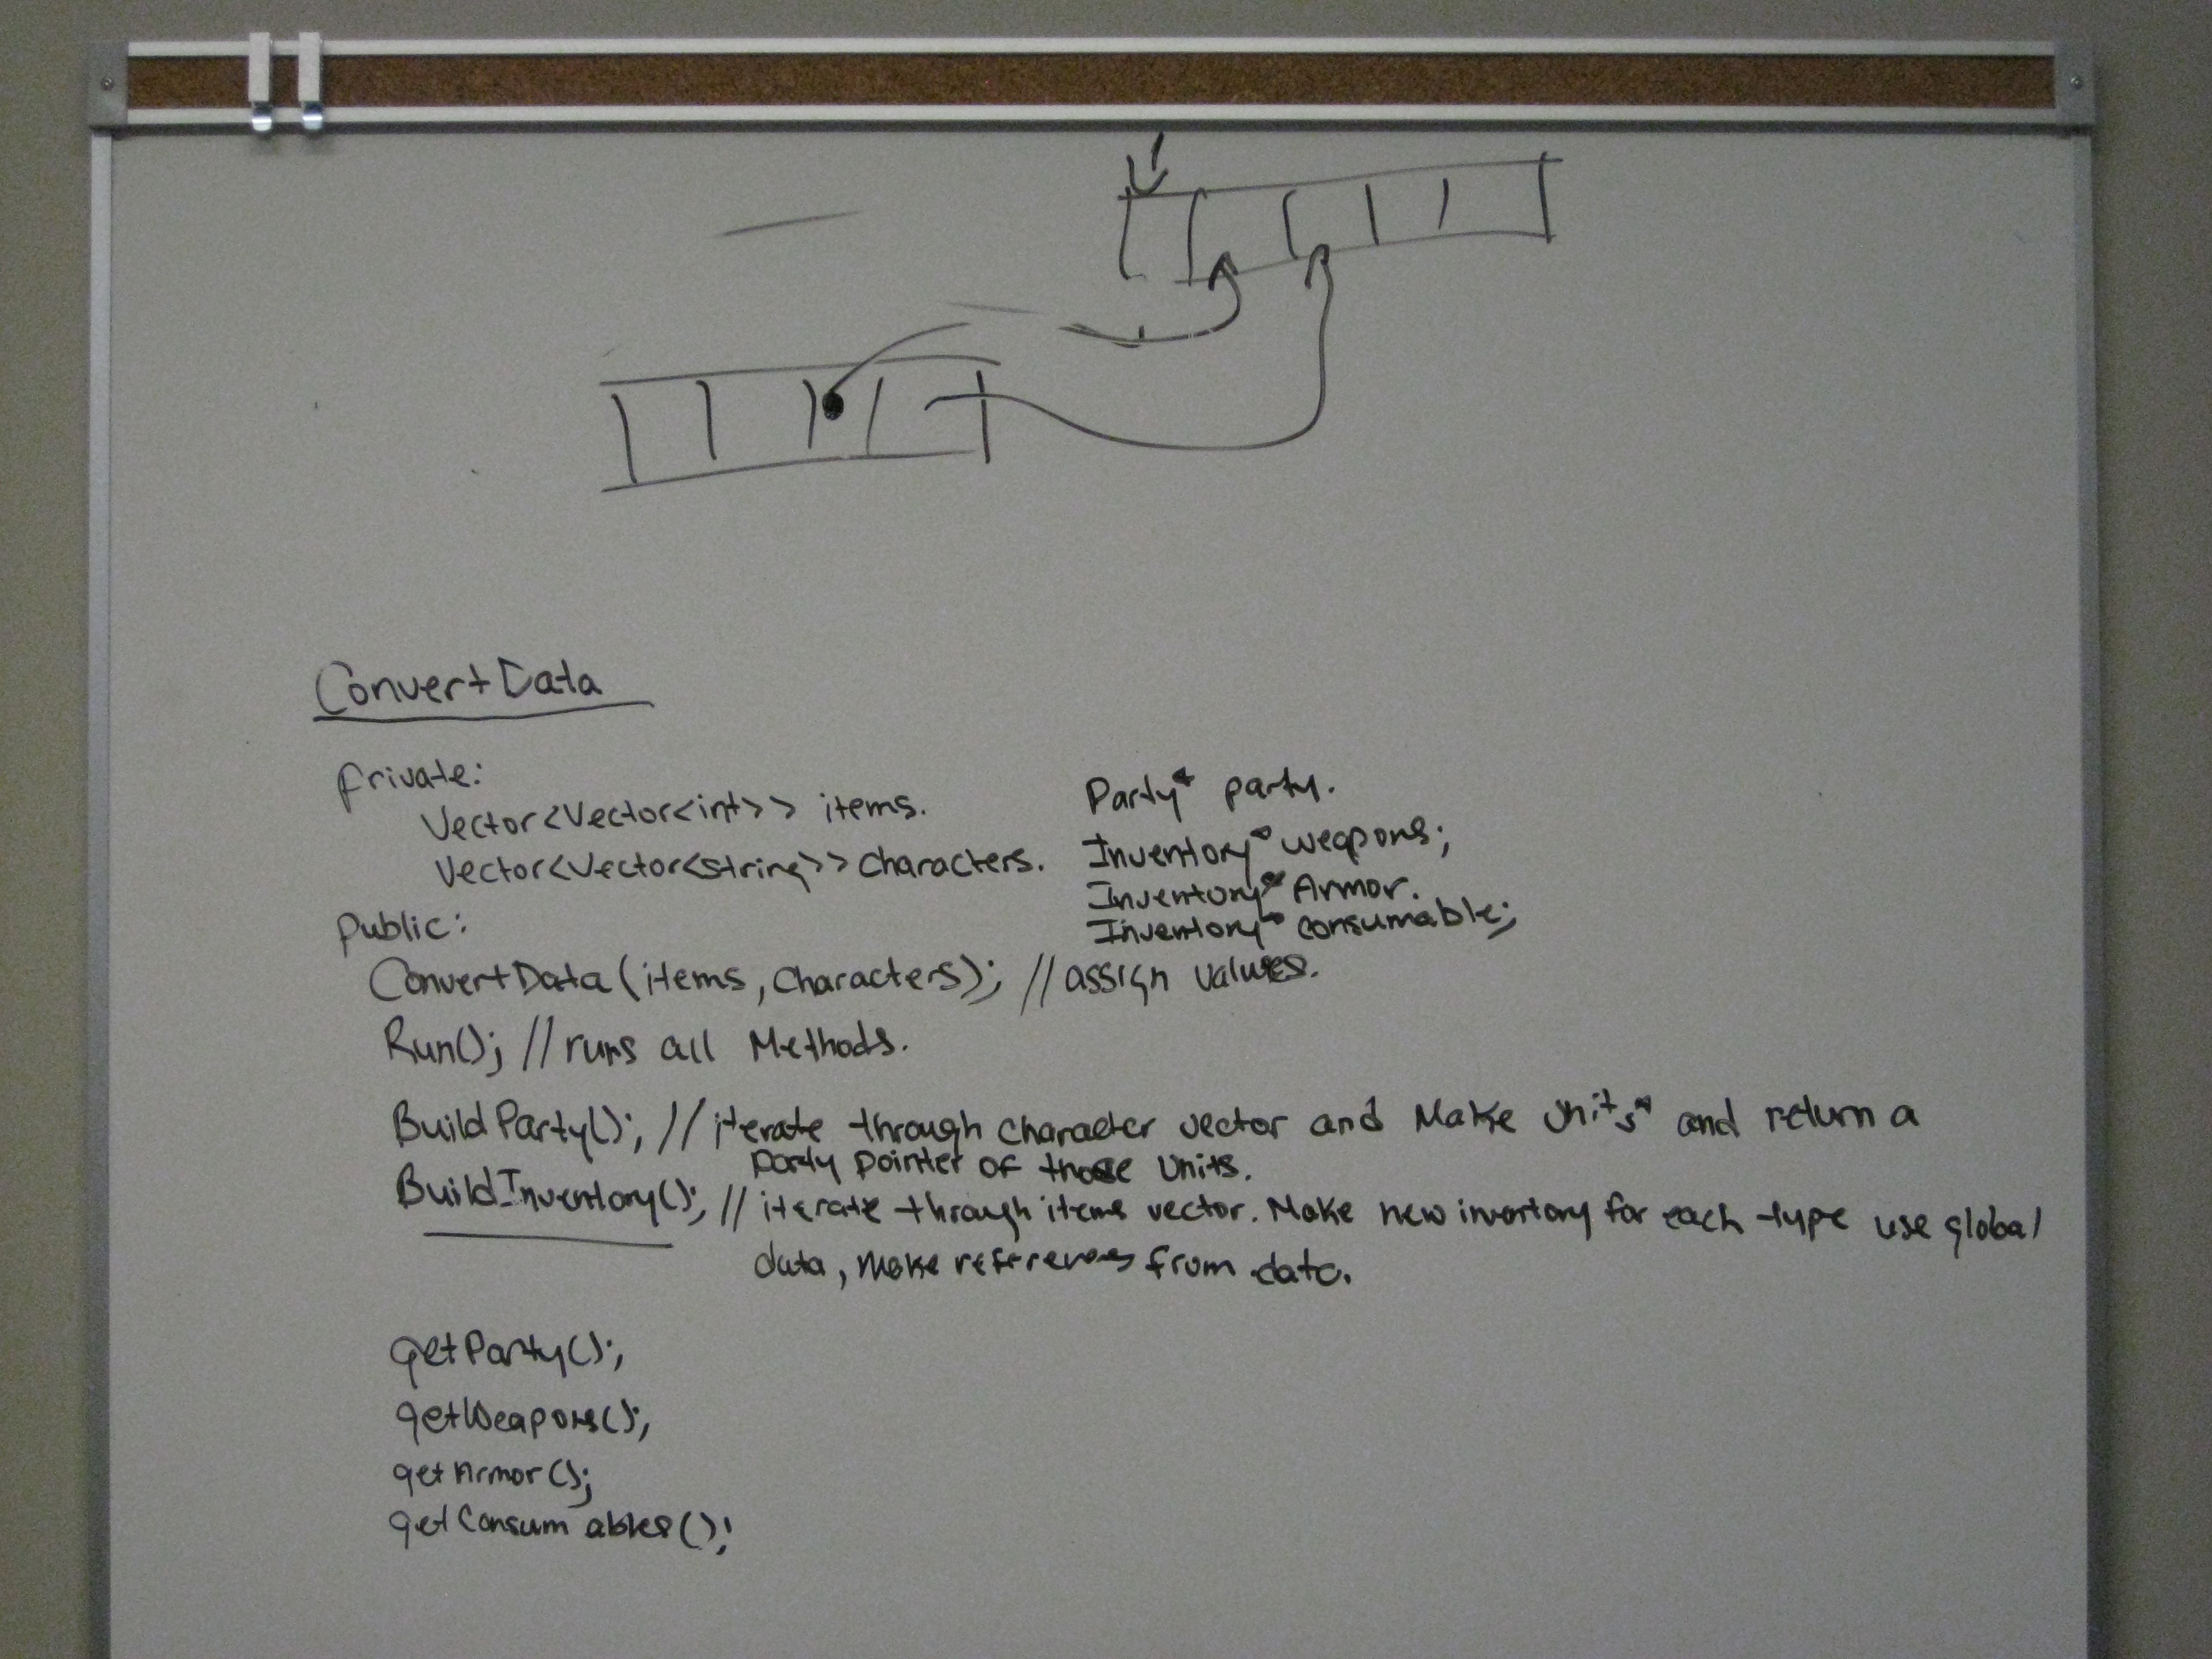 ConvertData
Private:
Vector<Vector<int>> items.
Vector<Vector<string>> characters.
Party* party.
Inventory* weapons;
Inventory* Armor.
Inventory* consumable;
Public:
ConvertData(items, characters); // assign values.
Run(); // runs all Methods.
BuildParty(); // iterate through character vector and Make Units* and return a
party pointer of those Units.
BuildInventory(); // iterate through items vector. Make new inventory for each type use global
data, make references from data.
getParty();
getWeapons();
getArmor();
getConsumables();